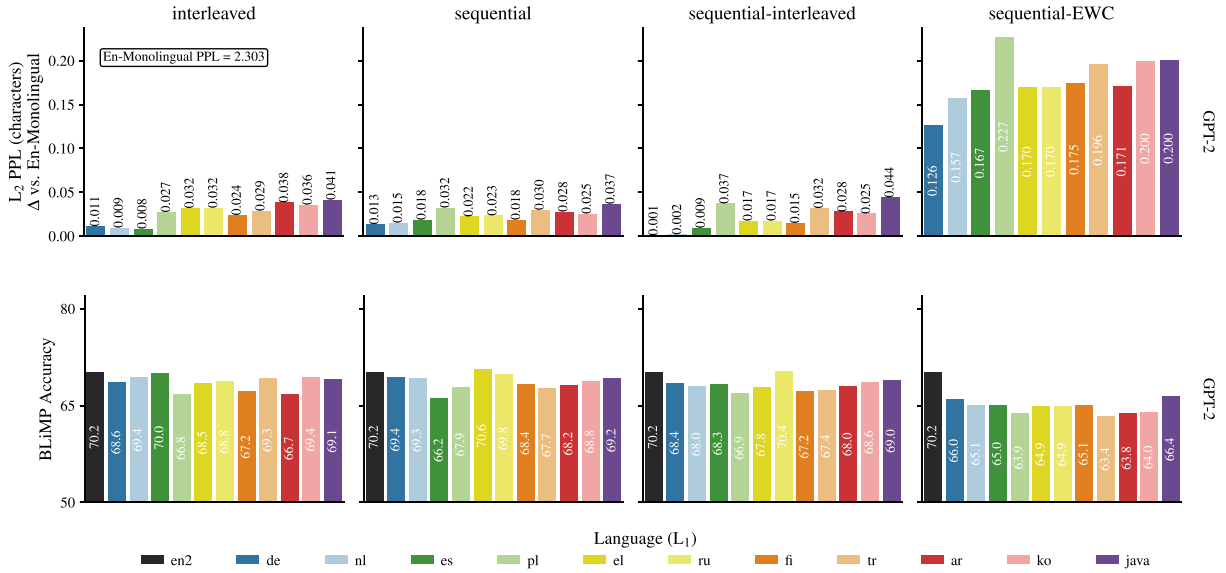 interleaved
sequential
sequential-interleaved
sequential-EWC
L₂ PPL (characters)
Δ vs. En-Monolingual
0.20
0.15
0.10
0.05
0.00
En-Monolingual PPL = 2.303
0.011 0.009 0.008 0.027 0.032 0.032 0.024 0.029 0.038 0.036 0.041
0.013 0.015 0.018 0.032 0.022 0.023 0.018 0.030 0.028 0.025 0.037
0.001 0.002 0.009 0.037 0.017 0.017 0.015 0.032 0.028 0.025 0.044
0.126 0.157 0.167 0.227 0.170 0.170 0.175 0.196 0.171 0.200 0.200
GPT-2
BLiMP Accuracy
80
65
50
70.2 68.6 69.4 70.0 66.8 68.5 68.8 67.2 69.3 66.7 69.4 69.1
70.2 69.4 69.3 66.2 67.9 70.6 69.8 68.4 67.7 68.2 68.8 69.2
70.2 68.4 68.0 68.3 66.9 67.8 70.4 67.2 67.4 68.0 68.6 69.0
70.2 66.0 65.1 65.0 63.9 64.9 64.9 65.1 63.4 63.8 64.0 66.4
GPT-2
Language (L₁)
en2 de nl es pl el ru fi tr ar ko java